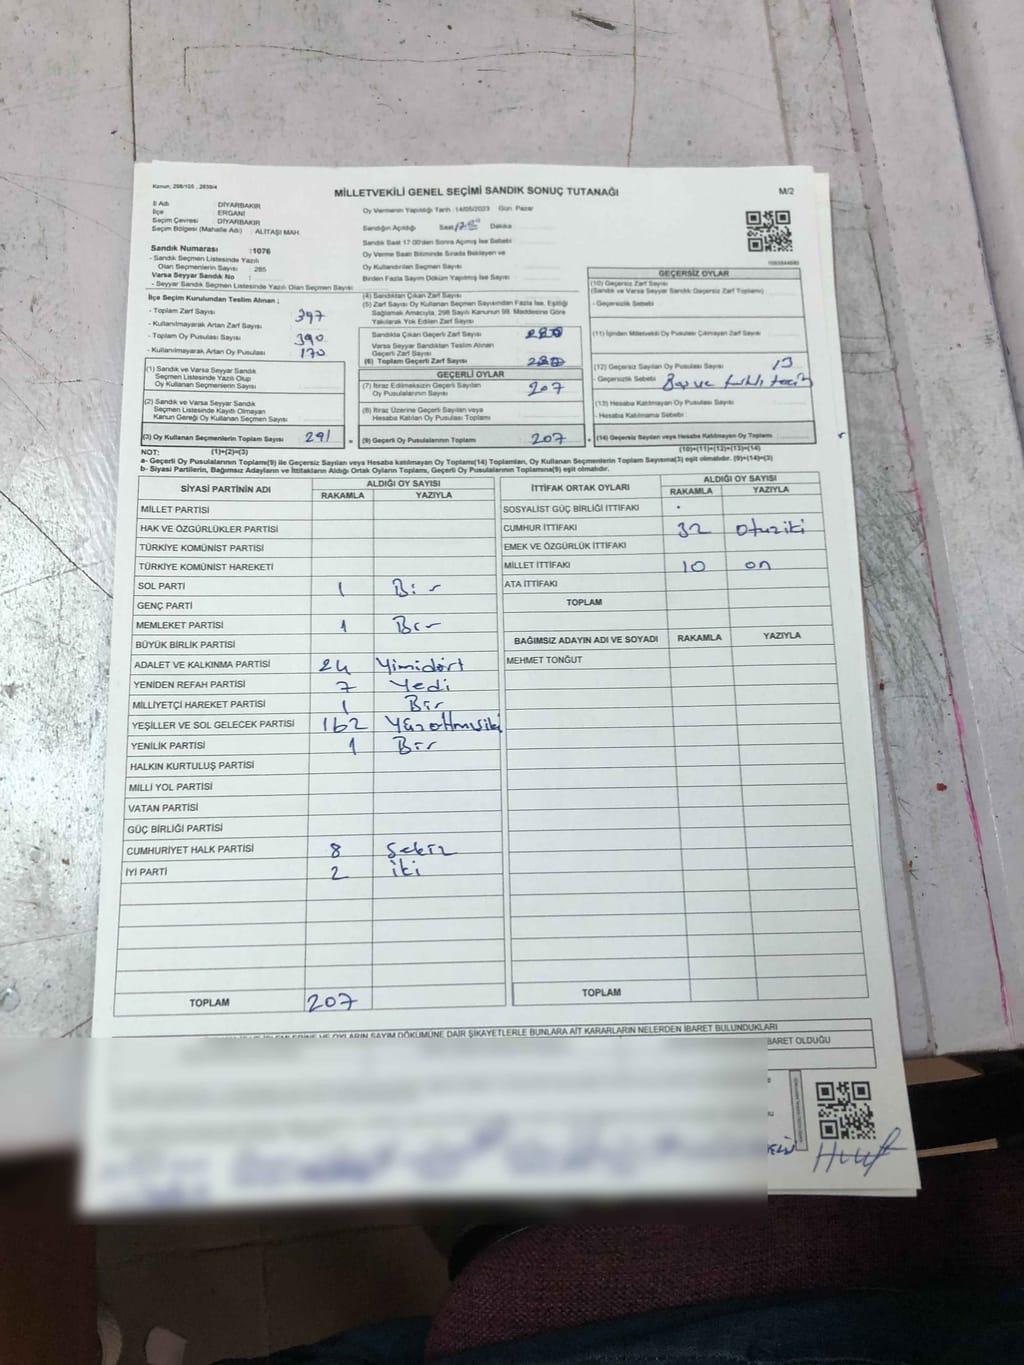 Kanun, 298/105 , 2839/4
MİLLETVEKİLİ GENEL SEÇİMİ SANDIK SONUÇ TUTANAĞI
M/2
İl Adı : DİYARBAKIR
İlçe : ERGANİ
Seçim Çevresi : DİYARBAKIR
Seçim Bölgesi (Mahalle Adı) : ALİTAŞI MAH.
Oy Vermenin Yapıldığı Tarih : 14/05/2023 Gün: Pazar
Sandığın Açıldığı Saat Dakika
Sandık Saat 17.00'den Sonra Açımış İse Sebebi
Oy Verme Saati Bitiminde Sırada Bekleyen ve
Oy Kullandırılan Seçmen Sayısı
Birden Fazla Sayım Döküm Yapılmış İse Sayısı
Sandık Numarası :1076
- Sandık Seçmen Listesinde Yazılı
Olan Seçmenlerin Sayısı : 285
Varsa Seyyar Sandık No :
- Seyyar Sandık Seçmen Listesinde Yazılı Olan Seçmen Sayısı
İlçe Seçim Kurulundan Teslim Alınan ;
- Toplam Zarf Sayısı 397
- Kullanılmayarak Artan Zarf Sayısı
- Toplam Oy Pusulası Sayısı 390
- Kullanılmayarak Artan Oy Pusulası 170
(1) Sandık ve Varsa Seyyar Sandık
Seçmen Listesinde Yazılı Olup
Oy Kullanan Seçmenlerin Sayısı
(2) Sandık ve Varsa Seyyar Sandık
Seçmen Listesinde Kayıtlı Olmayan
Kanun Gereği Oy Kullanan Seçmen Sayısı
(3) Oy Kullanan Seçmenlerin Toplam Sayısı 291
(4) Sandıktan Çıkan Zarf Sayısı
(5) Zarf Sayısı Oy Kullanan Seçmen Sayısından Fazla İse, Eşitliği
Sağlamak Amacıyla, 298 Sayılı Kanunun 98. Maddesine Göre
Yakılarak Yok Edilen Zarf Sayısı
Sandıkta Çıkan Geçerli Zarf Sayısı
Varsa Seyyar Sandıktan Teslim Alınan
Geçerli Zarf Sayısı
(6) Toplam Geçerli Zarf Sayısı
GEÇERLİ OYLAR
(7) İtiraz Edilmeksizin Geçerli Sayılan
Oy Pusulalarının Sayısı 207
(8) İtiraz Üzerine Geçerli Sayılan veya
Hesaba Katılan Oy Pusulası Toplamı
= (9) Geçerli Oy Pusulalarının Toplamı 207
GEÇERSİZ OYLAR
(10) Geçersiz Zarf Sayısı
(Sandık ve Varsa Seyyar Sandık Geçersiz Zarf Toplamı)
- Geçersizlik Sebebi
(11) İçinden Milletvekili Oy Pusulası Çıkmayan Zarf Sayısı
(12) Geçersiz Sayılan Oy Pusulası Sayısı 13
- Geçersizlik Sebebi Boş ve farklı tercih
(13) Hesaba Katılmayan Oy Pusulası Sayısı
- Hesaba Katılmama Sebebi
+ (14) Geçersiz Sayılan veya Hesaba Katılmayan Oy Toplamı
NOT: (1)+(2)=(3) (10)+(11)+(12)+(13)=(14)
a- Geçerli Oy Pusulalarının Toplamı(9) ile Geçersiz Sayılan veya Hesaba katılmayan Oy Toplamı(14) Toplamları, Oy Kullanan Seçmenlerin Toplam Sayısına(3) eşit olmalıdır. (9)+(14)=(3)
b- Siyasi Partilerin, Bağımsız Adayların ve İttifakların Aldığı Ortak Oyların Toplamı, Geçerli Oy Pusulalarının Toplamına(9) eşit olmalıdır.
SİYASİ PARTİNİN ADI ALDIĞI OY SAYISI
RAKAMLA YAZIYLA
MİLLET PARTİSİ
HAK VE ÖZGÜRLÜKLER PARTİSİ
TÜRKİYE KOMÜNİST PARTİSİ
TÜRKİYE KOMÜNİST HAREKETİ
SOL PARTİ 1 Bir
GENÇ PARTİ
MEMLEKET PARTİSİ 1 Bir
BÜYÜK BİRLİK PARTİSİ
ADALET VE KALKINMA PARTİSİ 24 Yirmidört
YENİDEN REFAH PARTİSİ 7 Yedi
MİLLİYETÇİ HAREKET PARTİSİ 1 Bir
YEŞİLLER VE SOL GELECEK PARTİSİ 162 Yüzaltmışiki
YENİLİK PARTİSİ 1 Bir
HALKIN KURTULUŞ PARTİSİ
MİLLİ YOL PARTİSİ
VATAN PARTİSİ
GÜÇ BİRLİĞİ PARTİSİ
CUMHURİYET HALK PARTİSİ 8 Sekiz
İYİ PARTİ 2 iki
TOPLAM 207
İTTİFAK ORTAK OYLARI ALDIĞI OY SAYISI
RAKAMLA YAZIYLA
SOSYALİST GÜÇ BİRLİĞİ İTTİFAKI
CUMHUR İTTİFAKI 32 otuziki
EMEK VE ÖZGÜRLÜK İTTİFAKI
MİLLET İTTİFAKI 10 on
ATA İTTİFAKI
TOPLAM
BAĞIMSIZ ADAYIN ADI VE SOYADI RAKAMLA YAZIYLA
MEHMET TONĞUT
TOPLAM
OYLARIN SAYIM DÖKÜMÜNE DAİR ŞİKAYETLERLE BUNLARA AİT KARARLARIN NELERDEN İBARET BULUNDUKLARI
İBARET OLDUĞU